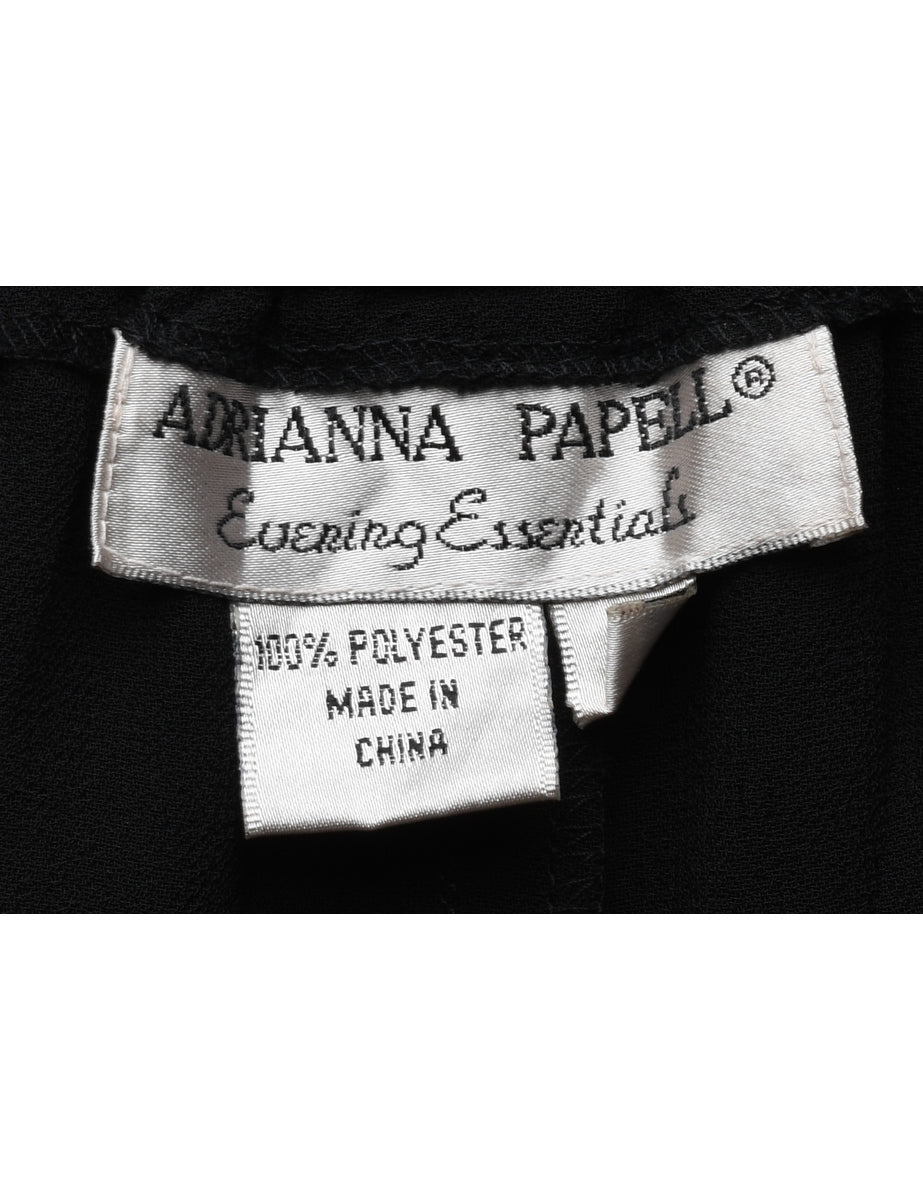 ADRIANNA PAPELL®
Evening Essentials
100% POLYESTER
MADE IN
CHINA